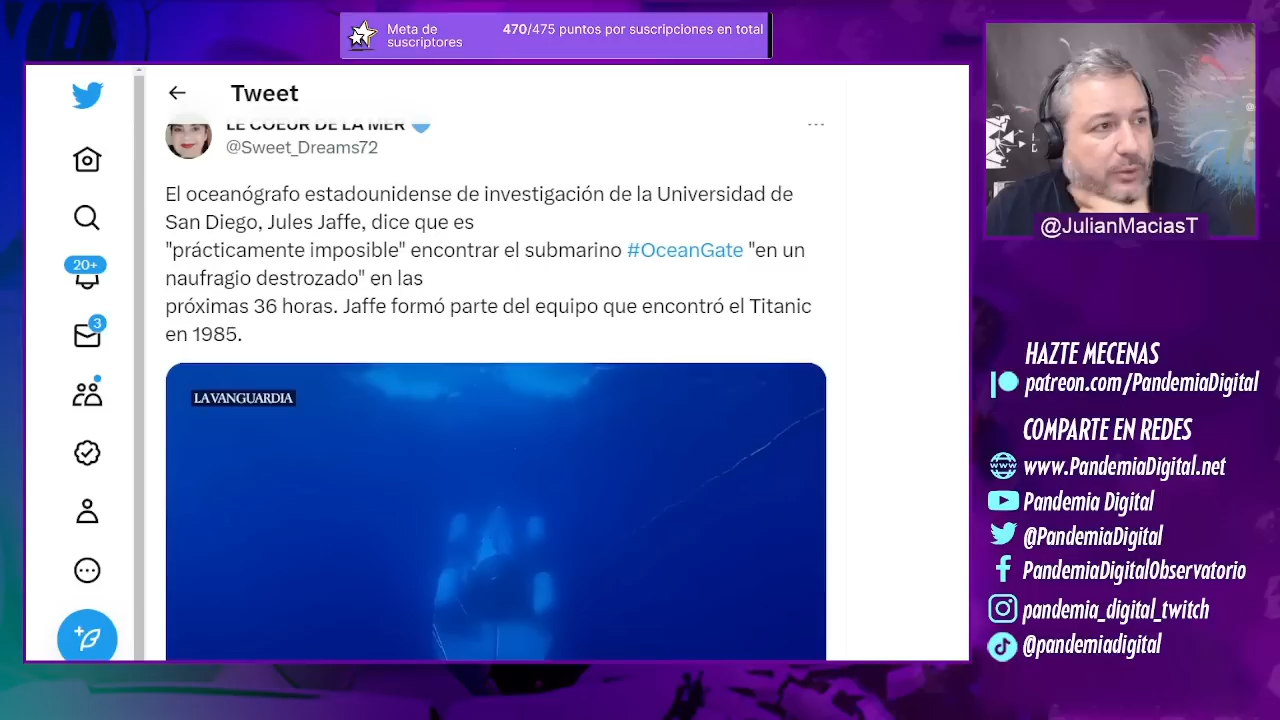 Meta de
suscriptores
470/475 puntos por suscripciones en total
Tweet
LE COEUR DE LA MER
@Sweet_Dreams72
El oceanógrafo estadounidense de investigación de la Universidad de
San Diego, Jules Jaffe, dice que es
"prácticamente imposible" encontrar el submarino #OceanGate "en un
naufragio destrozado" en las
próximas 36 horas. Jaffe formó parte del equipo que encontró el Titanic
en 1985.
LAVANGUARDIA
20+
3
@JulianMaciasT
HAZTE MECENAS
patreon.com/PandemiaDigital
COMPARTE EN REDES
www.PandemiaDigital.net
Pandemia Digital
@PandemiaDigital
PandemiaDigitalObservatorio
pandemia_digital_twitch
@pandemiadigital